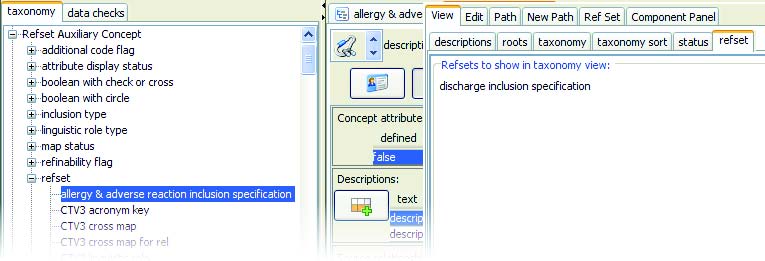 taxonomy data checks
Refset Auxiliary Concept
additional code flag
attribute display status
boolean with check or cross
boolean with circle
inclusion type
linguistic role type
map status
refinability flag
refset
allergy & adverse reaction inclusion specification
CTV3 acronym key
CTV3 cross map
CTV3 cross map for rel
allergy & adve
descripti
Concept attribute
defined
false
Descriptions:
text
descrip
descrip
View Edit Path New Path Ref Set Component Panel
descriptions roots taxonomy taxonomy sort status refset
Refsets to show in taxonomy view:
discharge inclusion specification